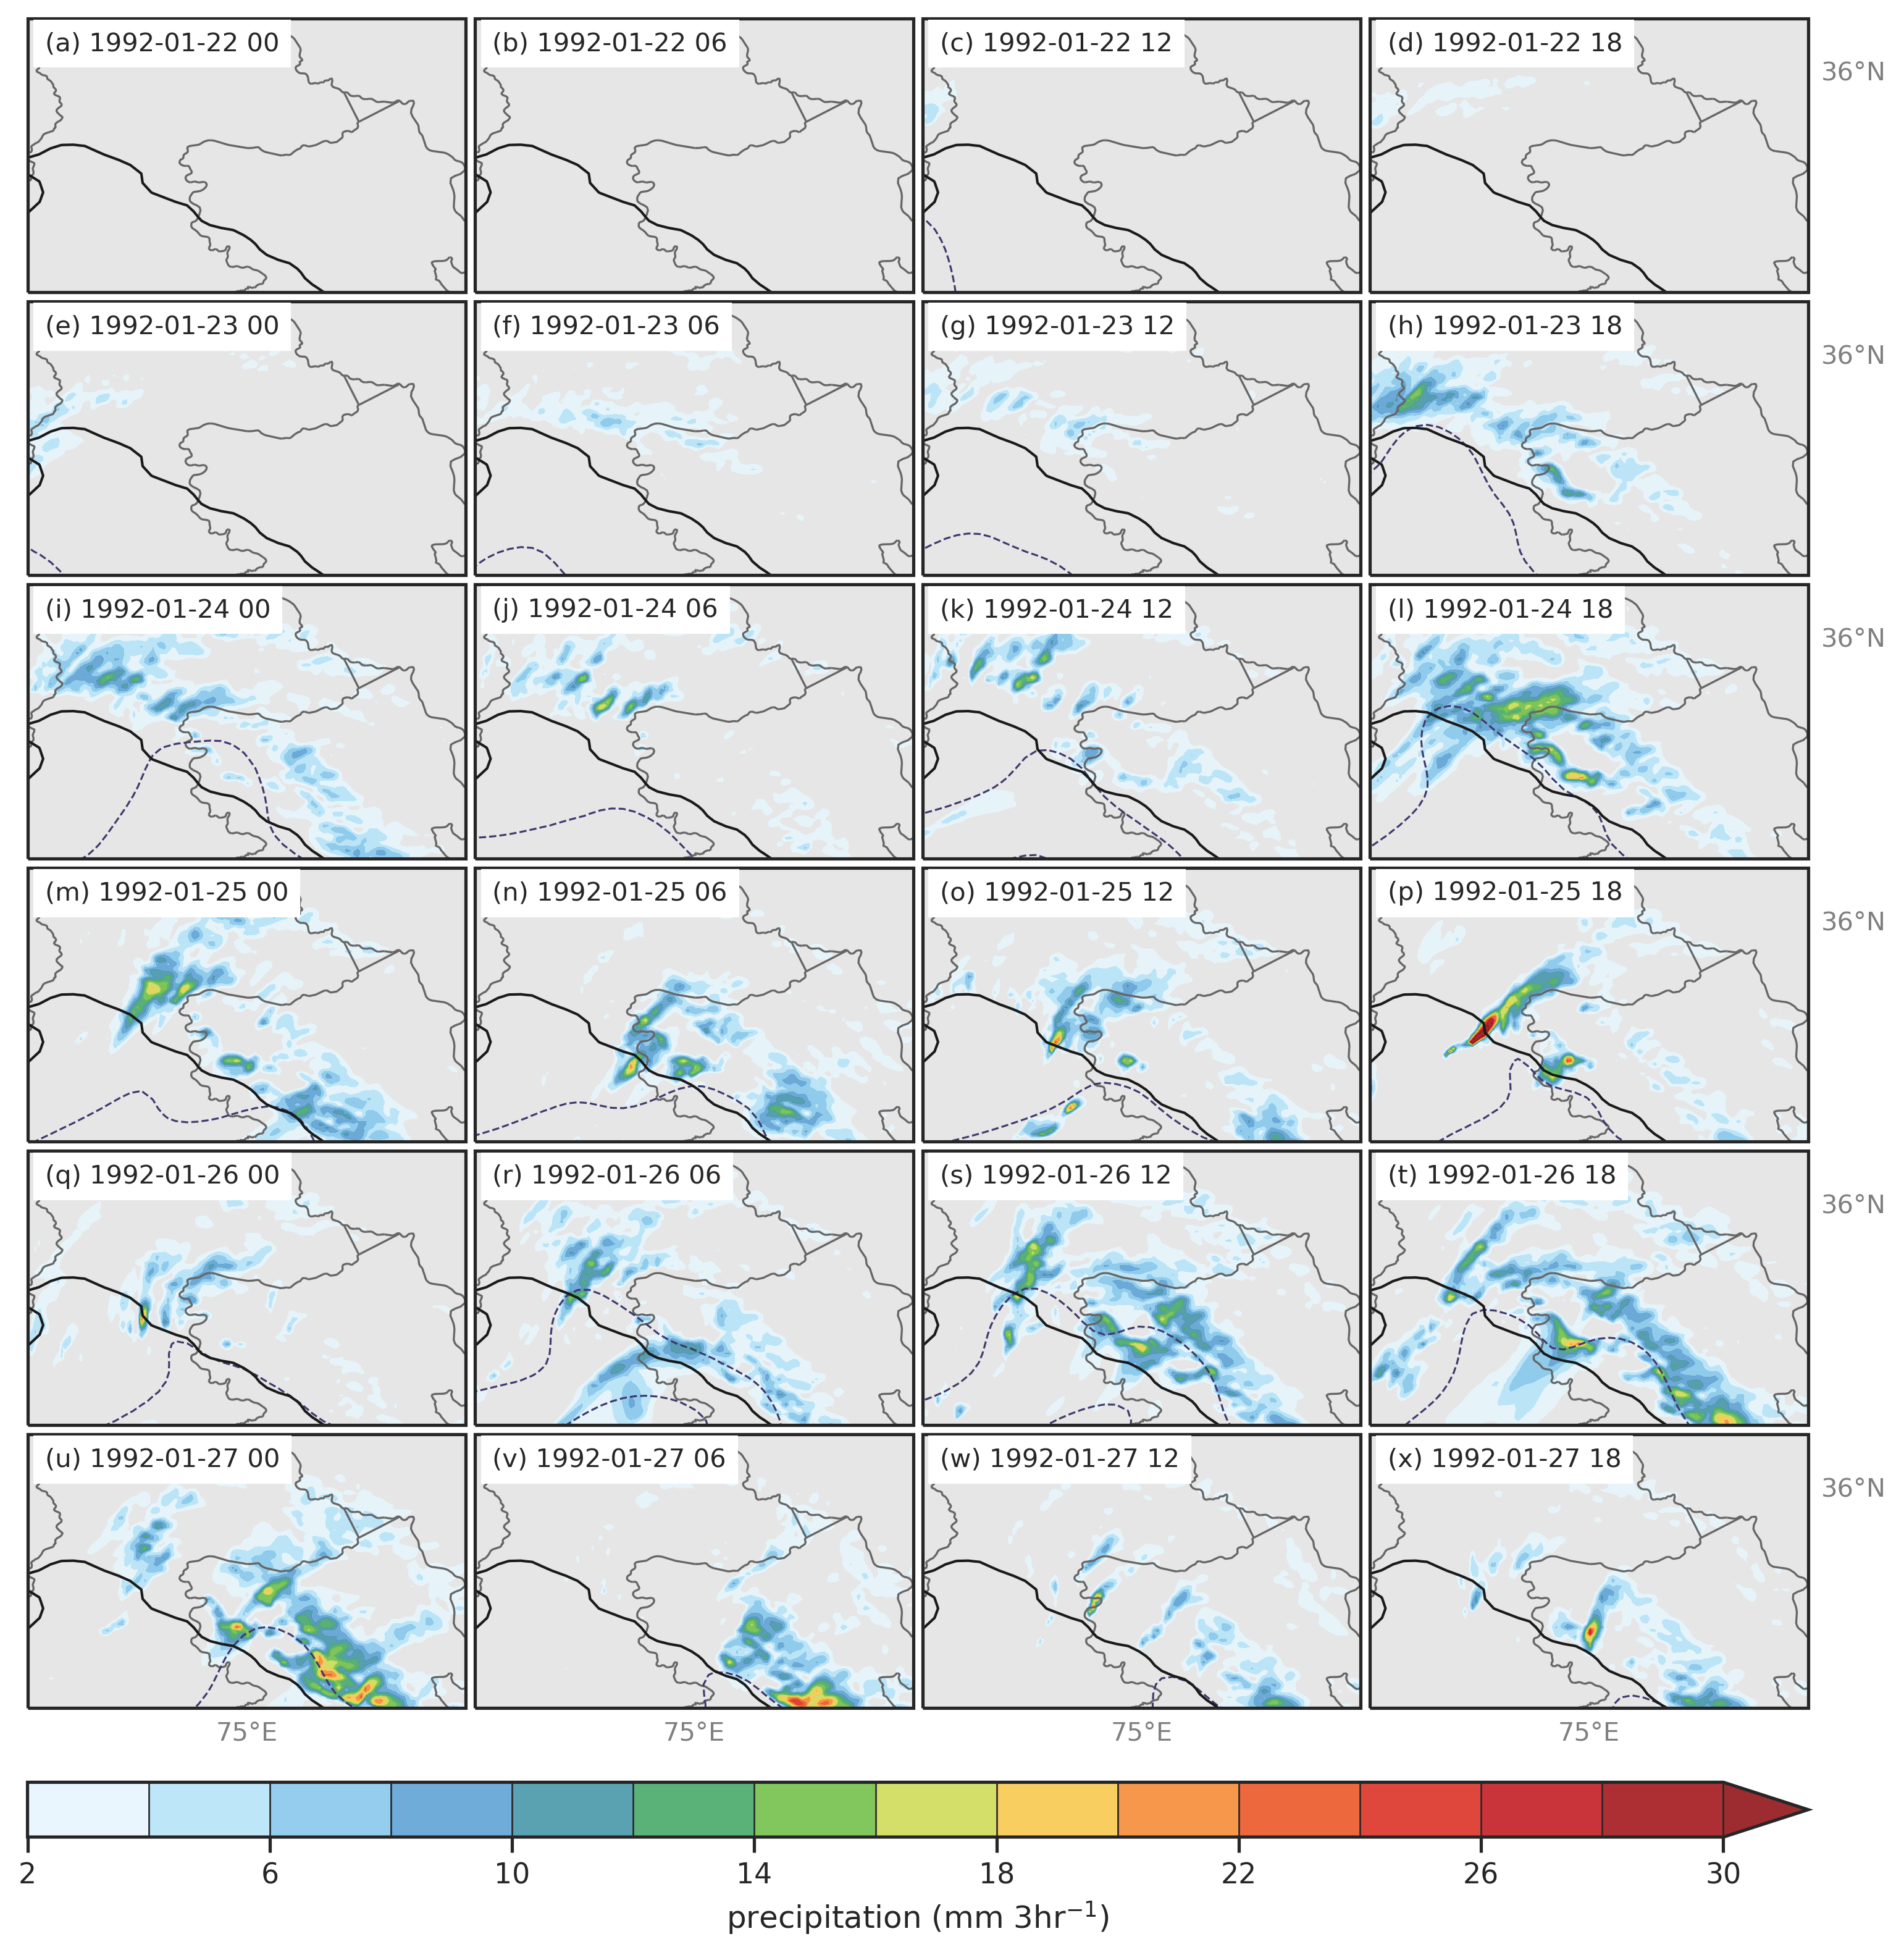 (a) 1992-01-22 00
(b) 1992-01-22 06
(c) 1992-01-22 12
(d) 1992-01-22 18
36°N
(e) 1992-01-23 00
(f) 1992-01-23 06
(g) 1992-01-23 12
(h) 1992-01-23 18
36°N
(i) 1992-01-24 00
(j) 1992-01-24 06
(k) 1992-01-24 12
(l) 1992-01-24 18
36°N
(m) 1992-01-25 00
(n) 1992-01-25 06
(o) 1992-01-25 12
(p) 1992-01-25 18
36°N
(q) 1992-01-26 00
(r) 1992-01-26 06
(s) 1992-01-26 12
(t) 1992-01-26 18
36°N
(u) 1992-01-27 00
(v) 1992-01-27 06
(w) 1992-01-27 12
(x) 1992-01-27 18
36°N
75°E 75°E 75°E 75°E
2 6 10 14 18 22 26 30
precipitation (mm 3hr⁻¹)